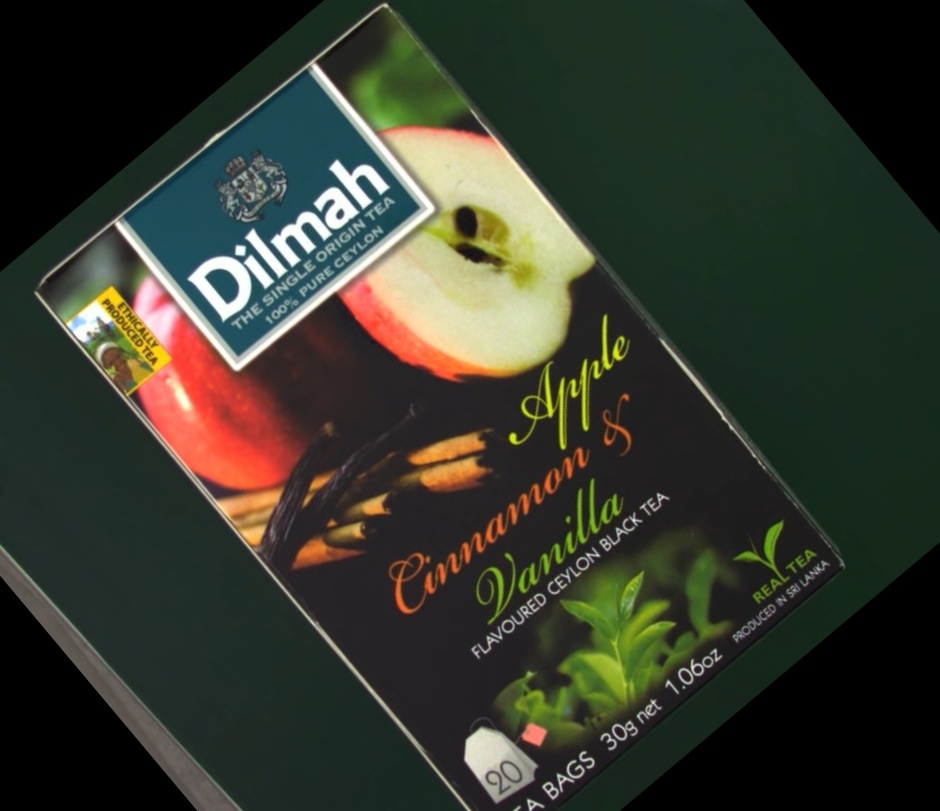 Dilmah
THE SINGLE ORIGIN TEA
100% PURE CEYLON
ETHICALLY
PRODUCED TEA
Apple
Cinnamon &
Vanilla
FLAVOURED CEYLON BLACK TEA
REAL TEA
PRODUCED IN SRI LANKA
20
BAGS 30g net 1.06oz